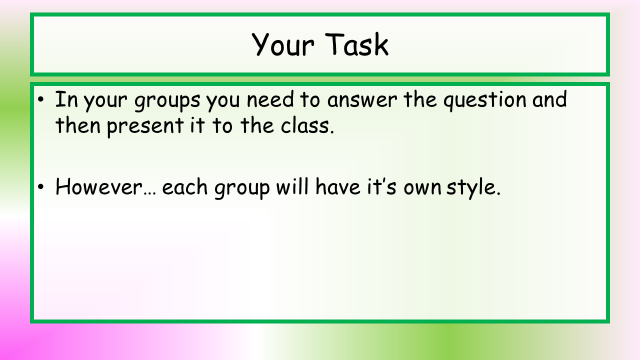 Your Task
• In your groups you need to answer the question and
then present it to the class.
• However… each group will have it’s own style.